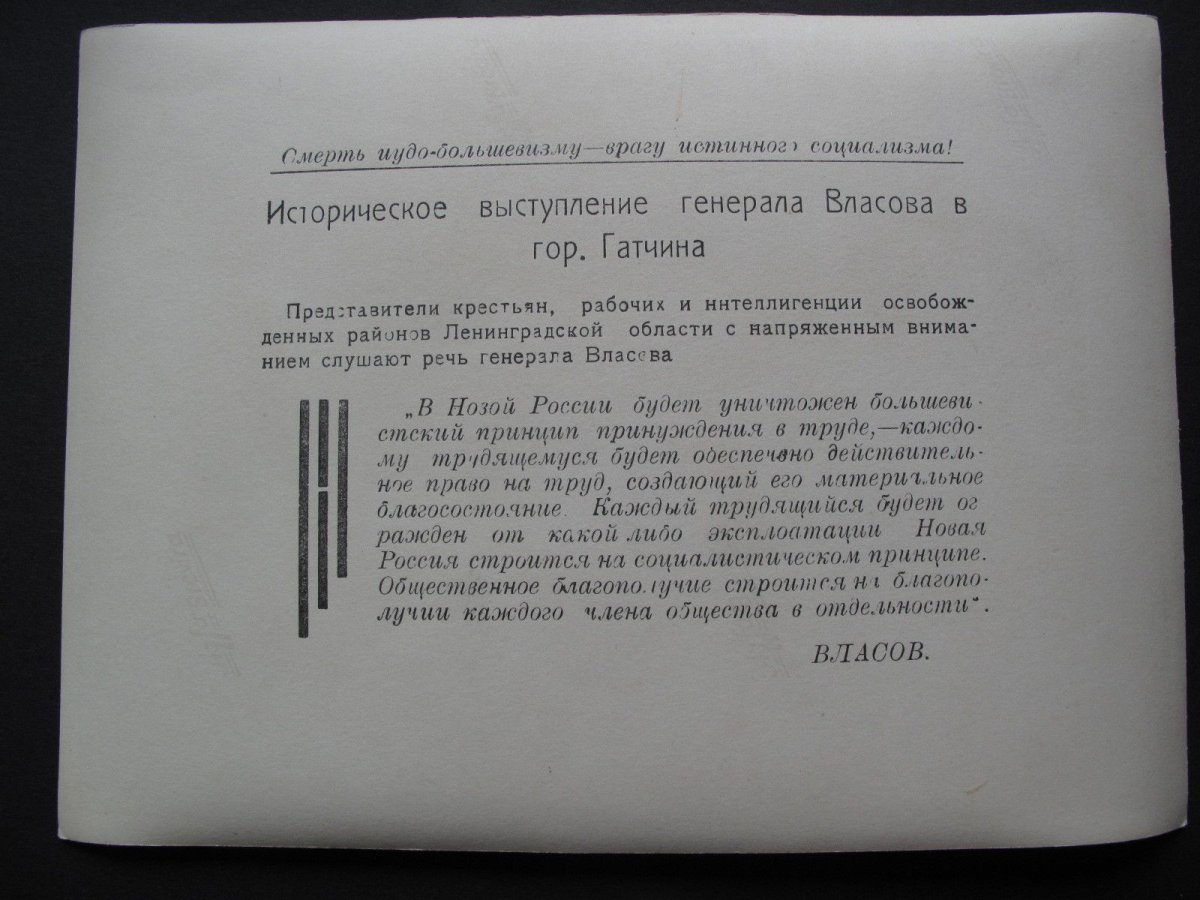 Смерть иудо-большевизму—врагу истинного социализма!
Историческое выступление генерала Власова в
гор. Гатчина
Представители крестьян, рабочих и интеллигенции освобож-
денных районов Ленинградской области с напряженным внима-
нием слушают речь генерала Власова
„В Нозой России будет уничтожен большеви-
стский принцип принуждения в труде,—каждо-
му трудящемуся будет обеспечено действитель-
ное право на труд, создающий его материальное
благосостояние. Каждый трудящийся будет ог
ражден от какой либо эксплоатации Новая
Россия строится на социалистическом принципе.
Общественное благополучие строится на благопо-
лучии каждого члена общества в отдельности“.
ВЛАСОВ.